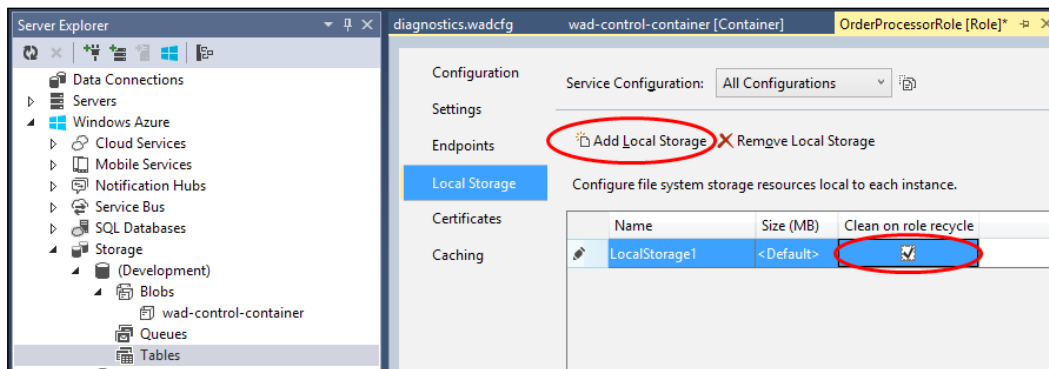 Server Explorer
Data Connections
Servers
Windows Azure
Cloud Services
Mobile Services
Notification Hubs
Service Bus
SQL Databases
Storage
(Development)
Blobs
wad-control-container
Queues
Tables
diagnostics.wadcfg wad-control-container [Container] OrderProcessorRole [Role]*
Configuration
Settings
Endpoints
Local Storage
Certificates
Caching
Service Configuration: All Configurations
Add Local Storage Remove Local Storage
Configure file system storage resources local to each instance.
Name Size (MB) Clean on role recycle
LocalStorage1 <Default>